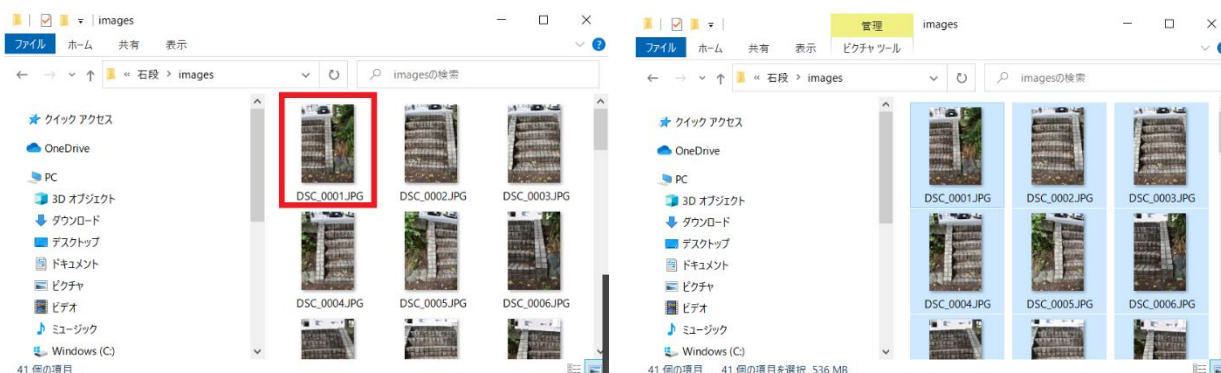 images
ファイル ホーム 共有 表示
« 石段 > images
imagesの検索
クイック アクセス
OneDrive
PC
3D オブジェクト
ダウンロード
デスクトップ
ドキュメント
ピクチャ
ビデオ
ミュージック
Windows (C:)
DSC_0001.JPG DSC_0002.JPG DSC_0003.JPG
DSC_0004.JPG DSC_0005.JPG DSC_0006.JPG
41 個の項目
管理 images
ファイル ホーム 共有 表示 ピクチャ ツール
« 石段 > images
imagesの検索
クイック アクセス
OneDrive
PC
3D オブジェクト
ダウンロード
デスクトップ
ドキュメント
ピクチャ
ビデオ
ミュージック
Windows (C:)
DSC_0001.JPG DSC_0002.JPG DSC_0003.JPG
DSC_0004.JPG DSC_0005.JPG DSC_0006.JPG
41 個の項目 41 個の項目を選択 536 MB